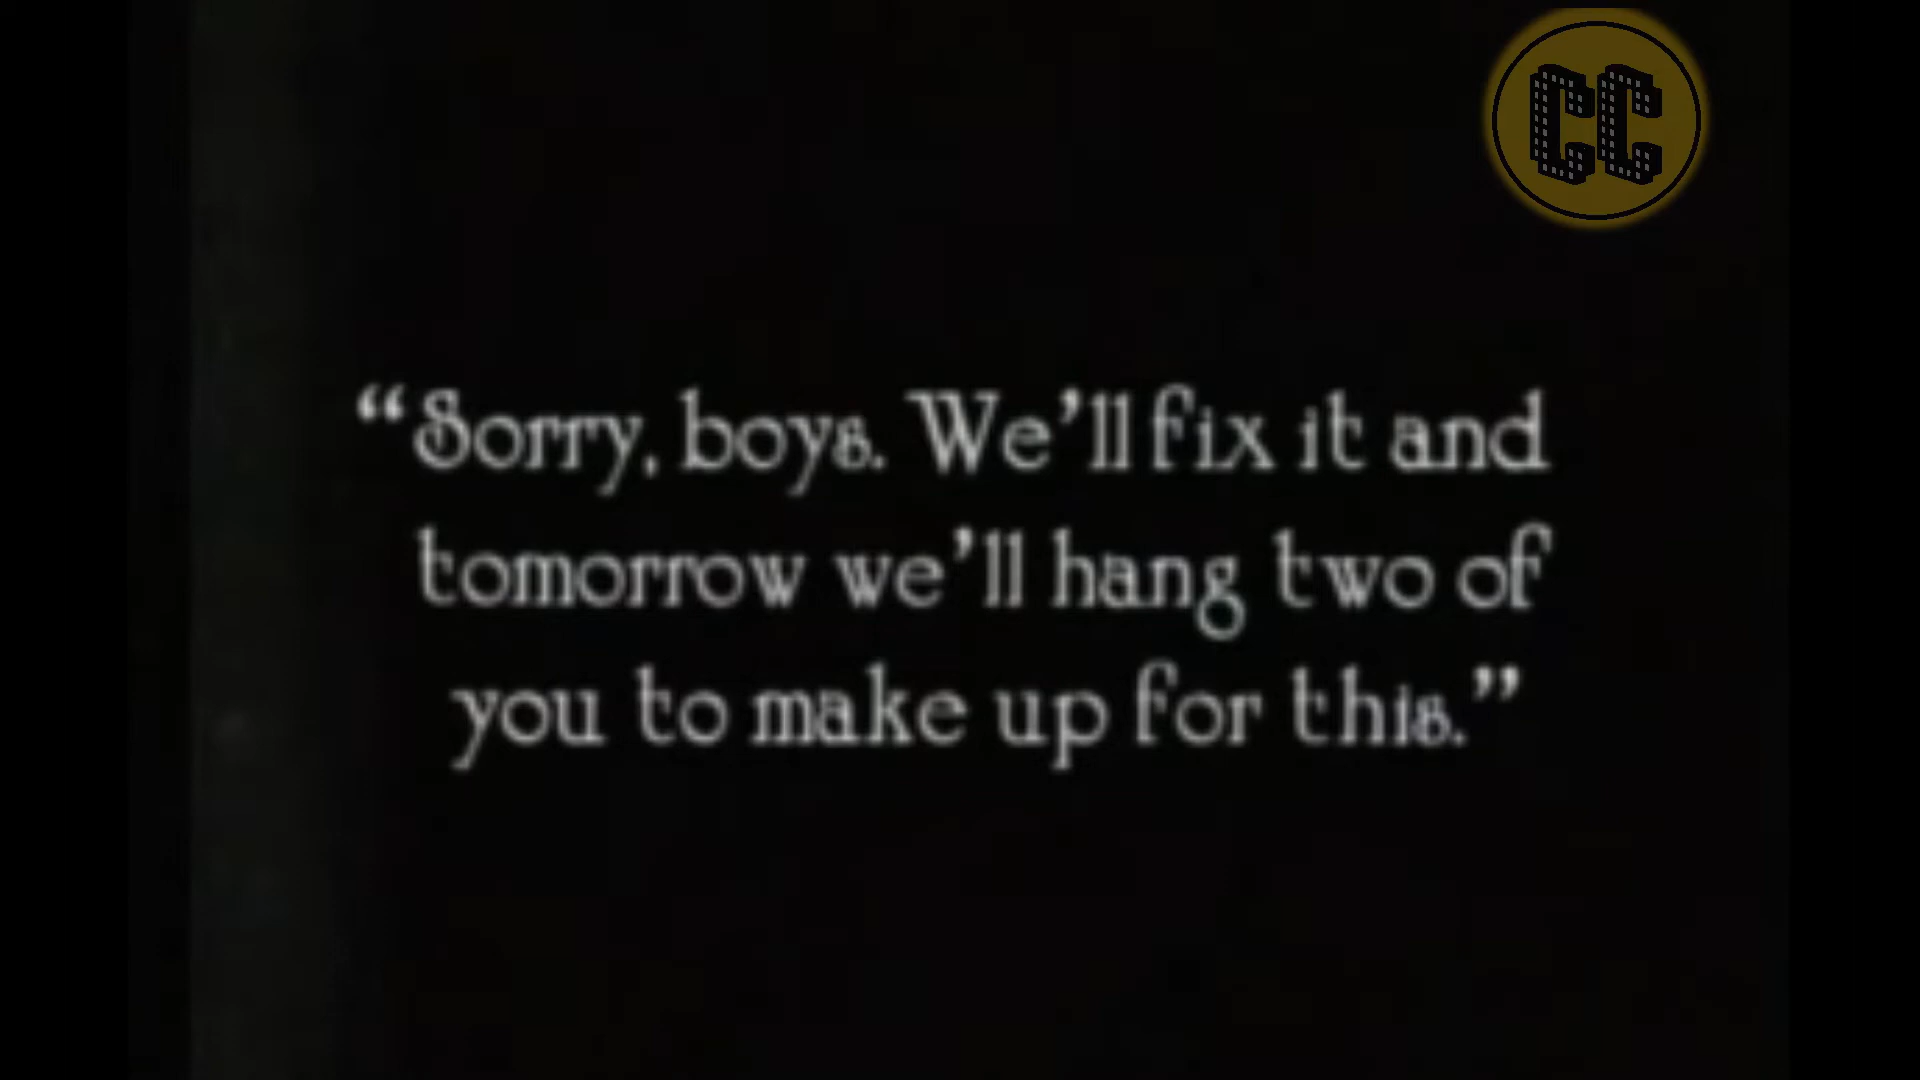 CC
“Sorry, boys. We’ll fix it and
tomorrow we’ll hang two of
you to make up for this.”